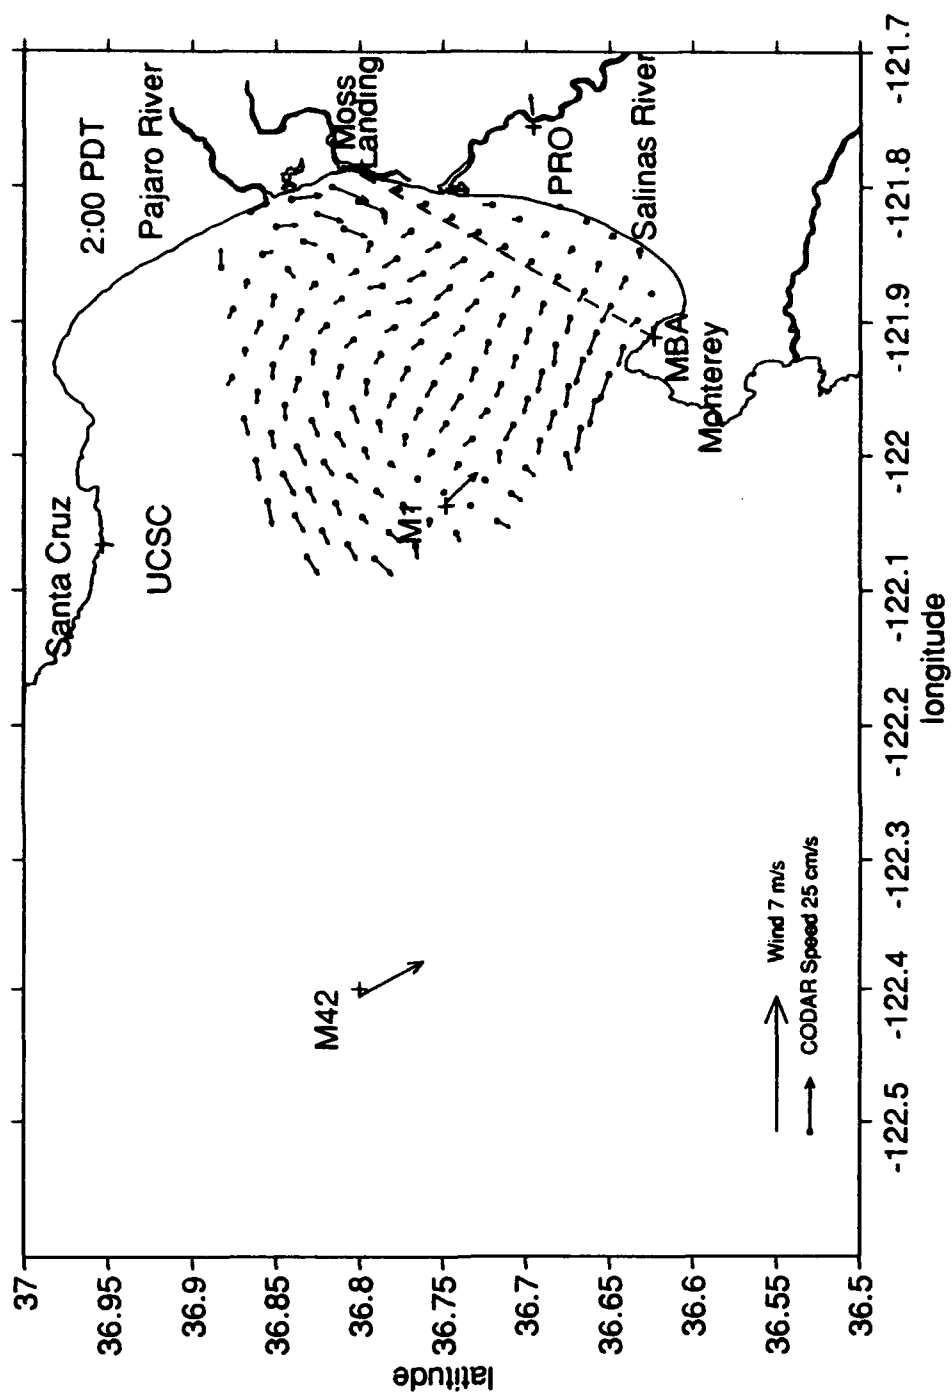 2:00 PDT
Santa Cruz
UCSC
Pajaro River
Moss
Landing
M42
M1
PRO
Salinas River
MBA
Monterey
Wind 7 m/s
CODAR Speed 25 cm/s
latitude
37
36.95
36.9
36.85
36.8
36.75
36.7
36.65
36.6
36.55
36.5
-122.5
-122.4
-122.3
-122.2
-122.1
-122
-121.9
-121.8
-121.7
longitude